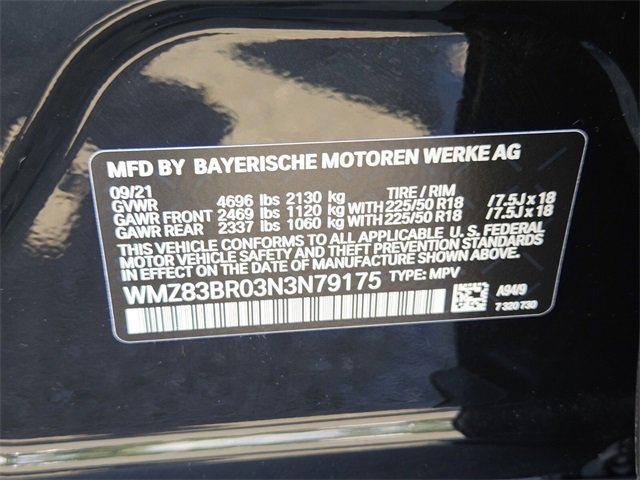 MFD BY BAYERISCHE MOTOREN WERKE AG
09/21
GVWR 4696 lbs 2130 kg TIRE / RIM
GAWR FRONT 2469 lbs 1120 kg WITH 225/50 R18 /7.5J x 18
GAWR REAR 2337 lbs 1060 kg WITH 225/50 R18 /7.5J x 18
THIS VEHICLE CONFORMS TO ALL APPLICABLE U. S. FEDERAL
MOTOR VEHICLE SAFETY, BUMPER, AND THEFT PREVENTION STANDARDS
IN EFFECT ON THE DATE OF MANUFACTURE SHOWN ABOVE.
WMZ83BR03N3N79175 TYPE: MPV
A94/9
7 320 730